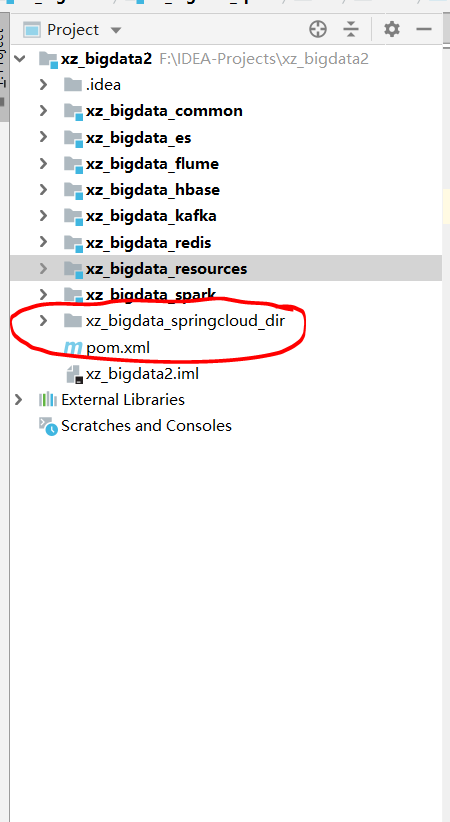 Project
xz_bigdata2 F:\IDEA-Projects\xz_bigdata2
.idea
xz_bigdata_common
xz_bigdata_es
xz_bigdata_flume
xz_bigdata_hbase
xz_bigdata_kafka
xz_bigdata_redis
xz_bigdata_resources
xz_bigdata_spark
xz_bigdata_springcloud_dir
pom.xml
xz_bigdata2.iml
External Libraries
Scratches and Consoles